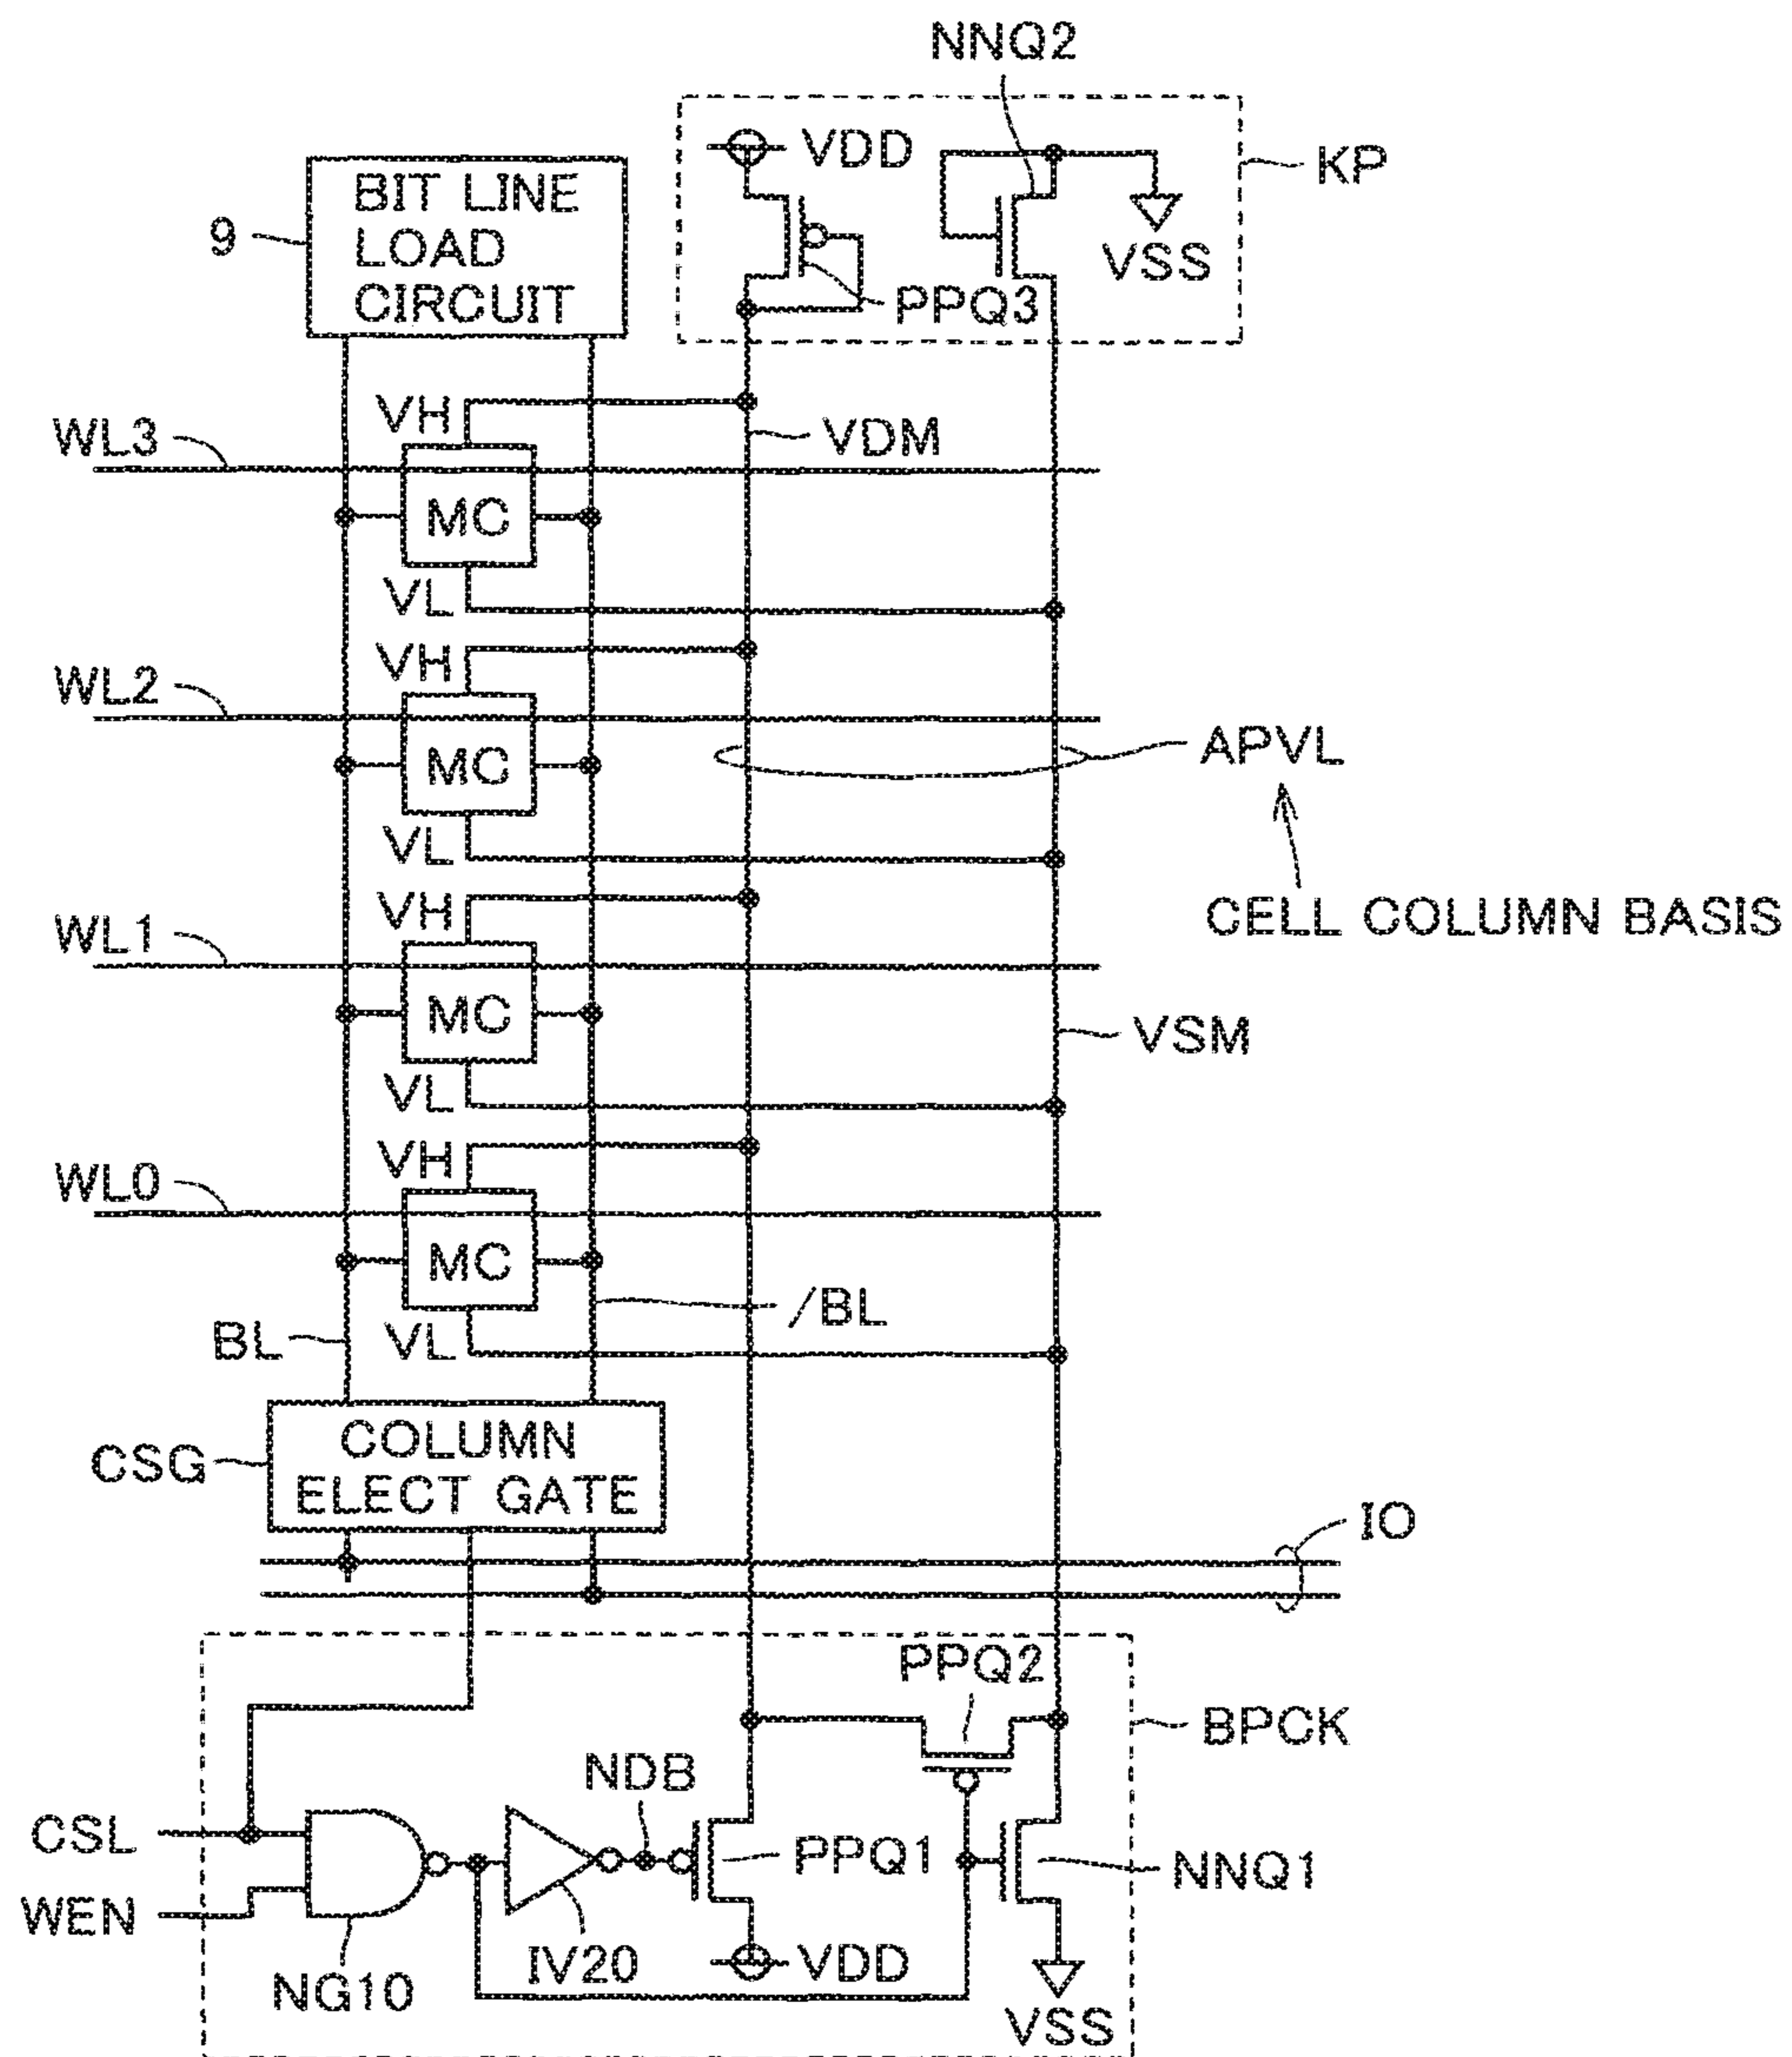 NNQ2
VDD
KP
BIT LINE
LOAD
CIRCUIT
9
VSS
PPQ3
VH
VDM
WL3
MC
VL
VH
WL2
APVL
MC
VL
VH
CELL COLUMN BASIS
WL1
MC
VSM
VL
VH
WL0
MC
/BL
BL
VL
COLUMN
ELECT GATE
CSG
IO
PPQ2
BPCK
NDB
CSL
PPQ1
NNQ1
WEN
IV20
VDD
NG10
VSS